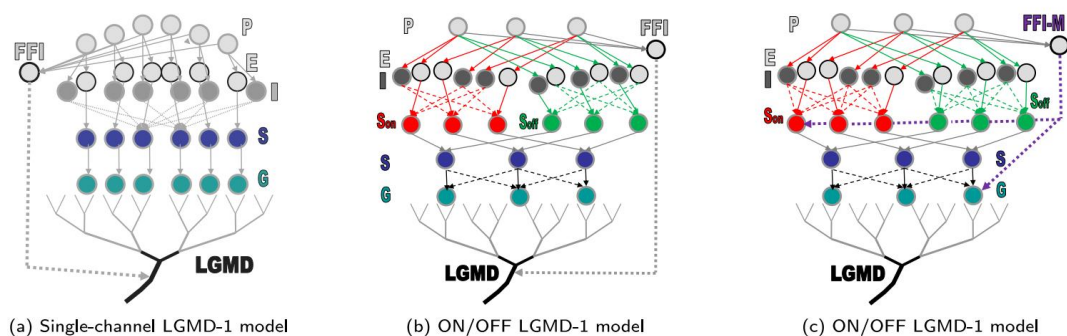 P
FFI
E
I
S
G
LGMD
(a) Single-channel LGMD-1 model
P
FFI
E
I
Son
Soff
S
G
LGMD
(b) ON/OFF LGMD-1 model
P
FFI-M
E
I
Son
Soff
S
G
LGMD
(c) ON/OFF LGMD-1 model